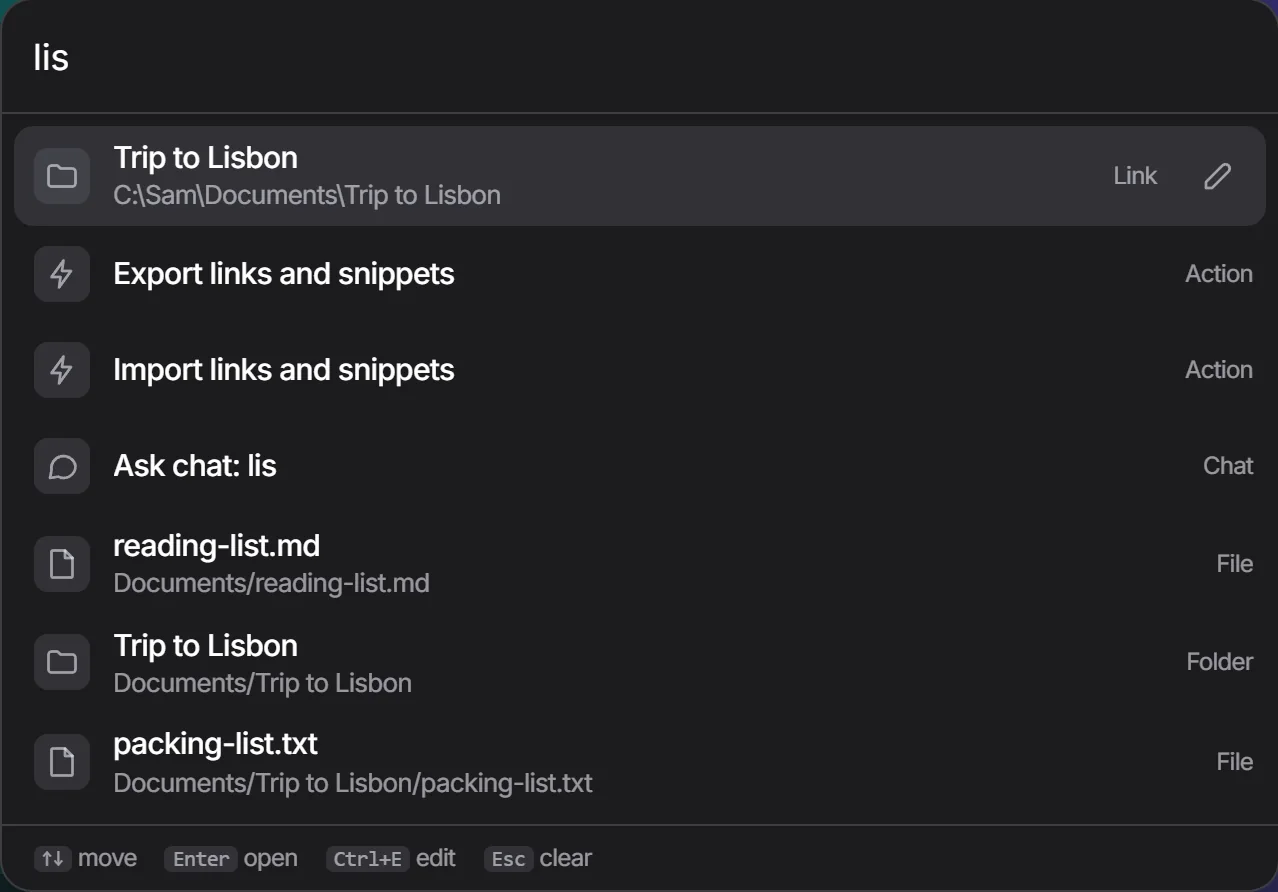 lis
Trip to Lisbon
C:\Sam\Documents\Trip to Lisbon
Link
Export links and snippets
Action
Import links and snippets
Action
Ask chat: lis
Chat
reading-list.md
Documents/reading-list.md
File
Trip to Lisbon
Documents/Trip to Lisbon
Folder
packing-list.txt
Documents/Trip to Lisbon/packing-list.txt
File
↑↓ move Enter open Ctrl+E edit Esc clear